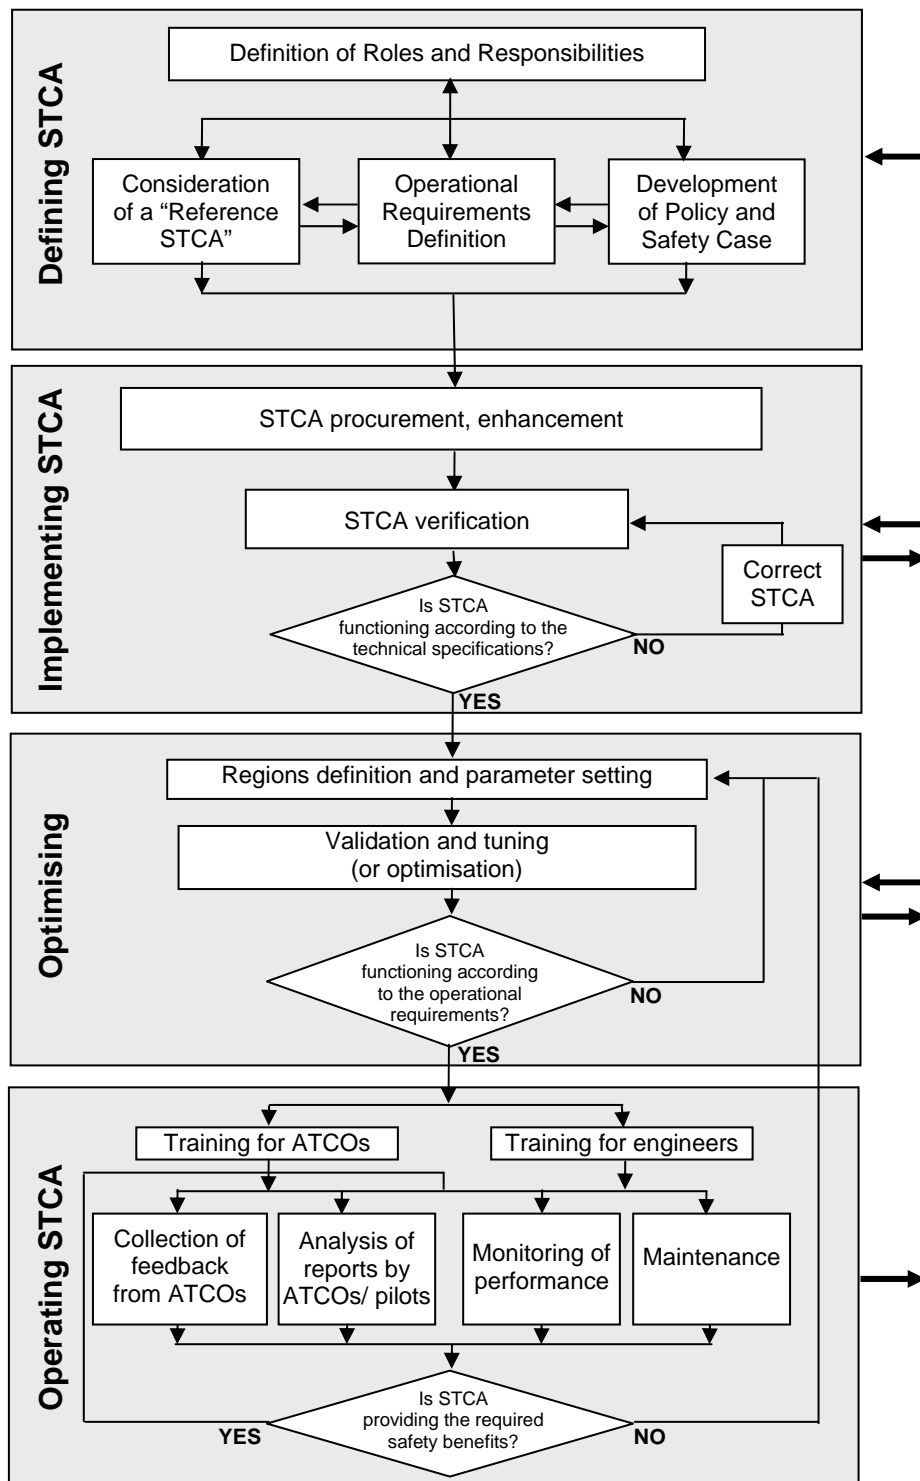 Defining STCA
Definition of Roles and Responsibilities
Consideration
of a “Reference
STCA”
Operational
Requirements
Definition
Development
of Policy and
Safety Case
Implementing STCA
STCA procurement, enhancement
STCA verification
Correct
STCA
Is STCA
functioning according to the
technical specifications?
NO
YES
Optimising
Regions definition and parameter setting
Validation and tuning
(or optimisation)
Is STCA
functioning according
to the operational
requirements?
NO
YES
Operating STCA
Training for ATCOs
Training for engineers
Collection of
feedback
from ATCOs
Analysis of
reports by
ATCOs/ pilots
Monitoring of
performance
Maintenance
Is STCA
providing the required
safety benefits?
YES
NO